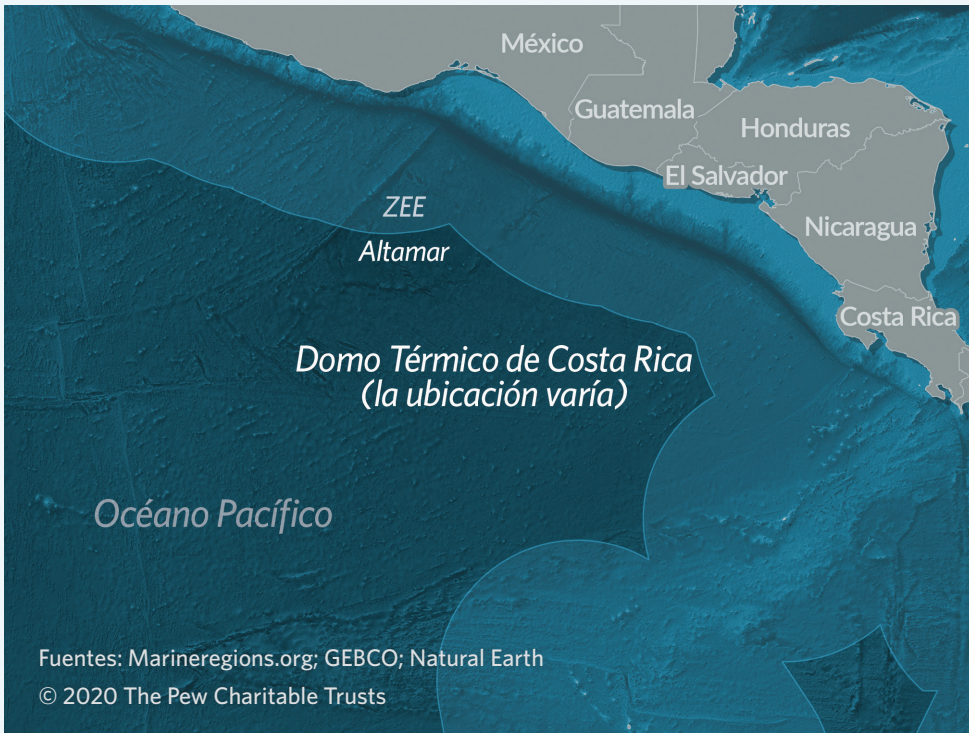 México
Guatemala
Honduras
El Salvador
Nicaragua
Costa Rica
ZEE
Altamar
Domo Térmico de Costa Rica
(la ubicación varía)
Océano Pacífico
Fuentes: Marineregions.org; GEBCO; Natural Earth
© 2020 The Pew Charitable Trusts